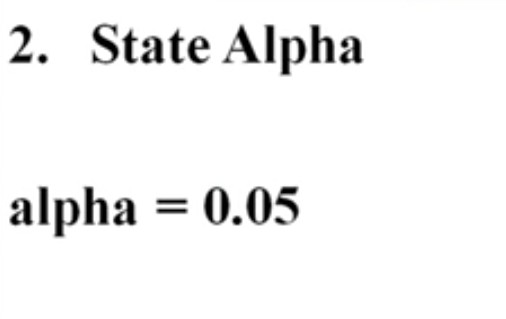 2. State Alpha
alpha = 0.05